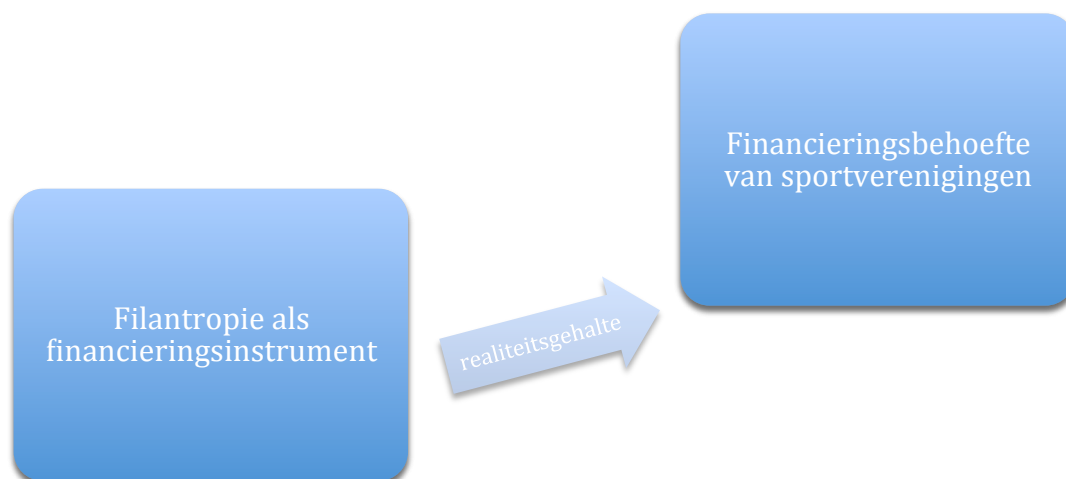 Financieringsbehoefte
van sportverenigingen
Filantropie als
financieringsinstrument
realiteitsgehalte